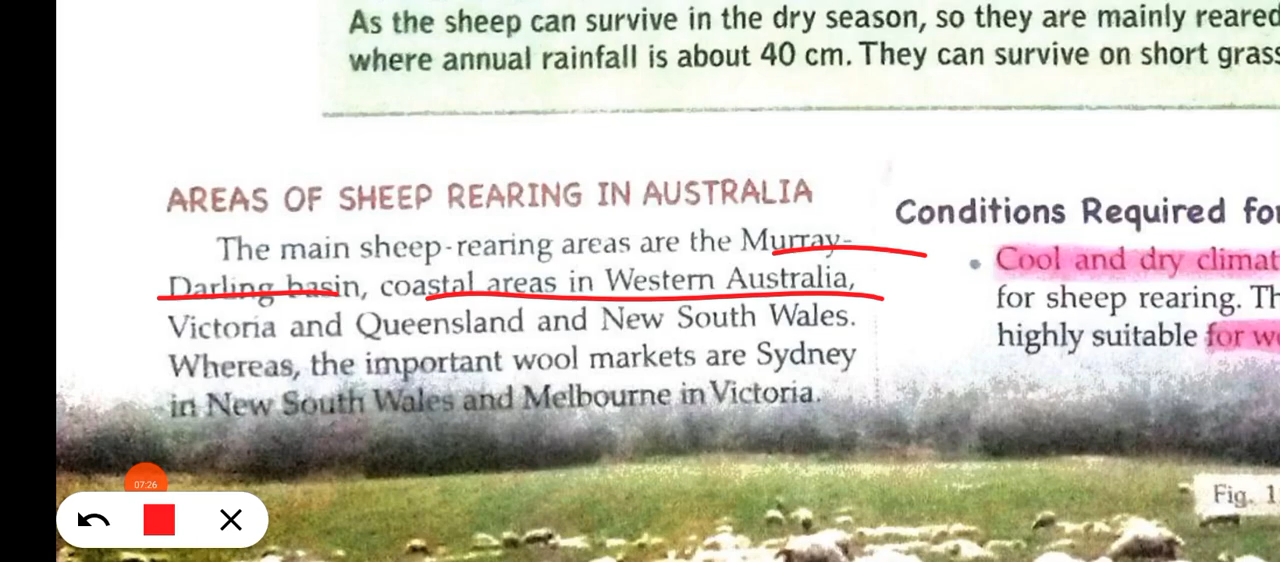 As the sheep can survive in the dry season, so they are mainly reared
where annual rainfall is about 40 cm. They can survive on short grass
AREAS OF SHEEP REARING IN AUSTRALIA
The main sheep-rearing areas are the Murray-
Darling basin, coastal areas in Western Australia,
Victoria and Queensland and New South Wales.
Whereas, the important wool markets are Sydney
in New South Wales and Melbourne in Victoria.
Conditions Required for
Cool and dry climat
for sheep rearing. Th
highly suitable for wo
Fig. 1
07:26